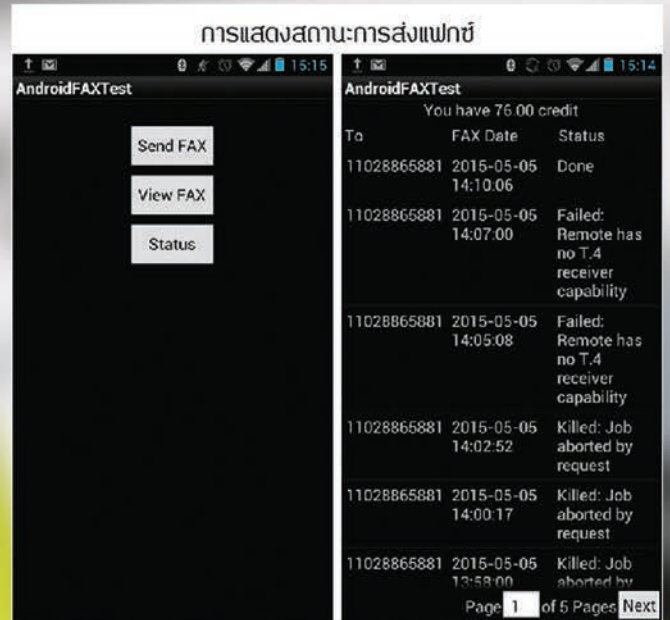 การแสดงสถานะการส่งแฟกซ์
15:15
AndroidFAXTest
Send FAX
View FAX
Status
15:14
AndroidFAXTest
You have 76.00 credit
To FAX Date Status
11028865881 2015-05-05 Done
14:10:06
11028865881 2015-05-05 Failed:
14:07:00 Remote has
no T.4
receiver
capability
11028865881 2015-05-05 Failed:
14:05:08 Remote has
no T.4
receiver
capability
11028865881 2015-05-05 Killed: Job
14:02:52 aborted by
request
11028865881 2015-05-05 Killed: Job
14:00:17 aborted by
request
11028865881 2015-05-05 Killed: Job
13:58:00 aborted by
Page 1 of 5 Pages Next